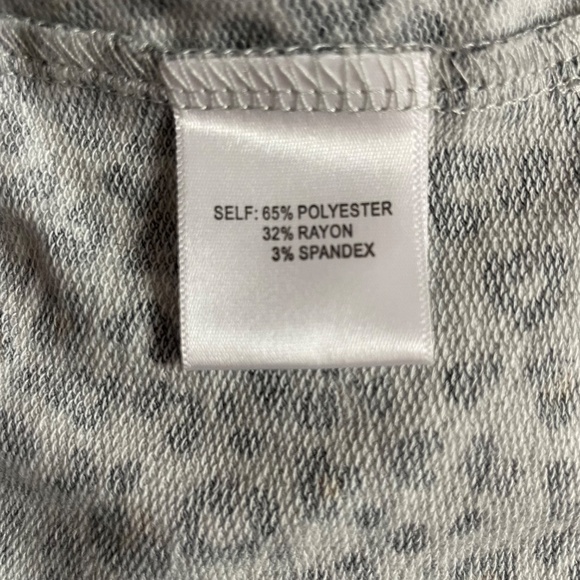 SELF: 65% POLYESTER
32% RAYON
3% SPANDEX